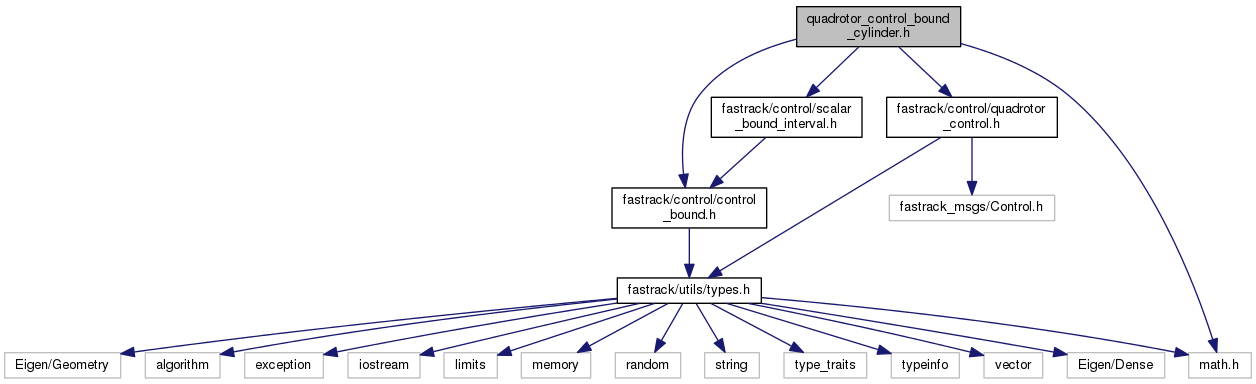 quadrotor_control_bound
_cylinder.h
fastrack/control/scalar
_bound_interval.h
fastrack/control/quadrotor
_control.h
fastrack/control/control
_bound.h
fastrack_msgs/Control.h
fastrack/utils/types.h
Eigen/Geometry
algorithm
exception
iostream
limits
memory
random
string
type_traits
typeinfo
vector
Eigen/Dense
math.h